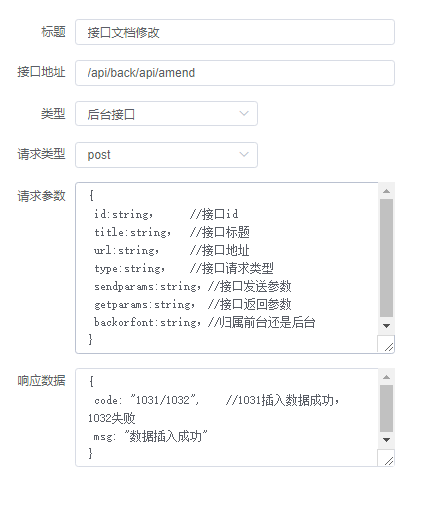 标题 接口文档修改
接口地址 /api/back/api/amend
类型 后台接口
请求类型 post
请求参数 {
id:string, //接口id
title:string, //接口标题
url:string, //接口地址
type:string, //接口请求类型
sendparams:string, //接口发送参数
getparams:string, //接口返回参数
backorfont:string, //归属前台还是后台
}
响应数据 {
code: "1031/1032", //1031插入数据成功,
1032失败
msg: "数据插入成功"
}